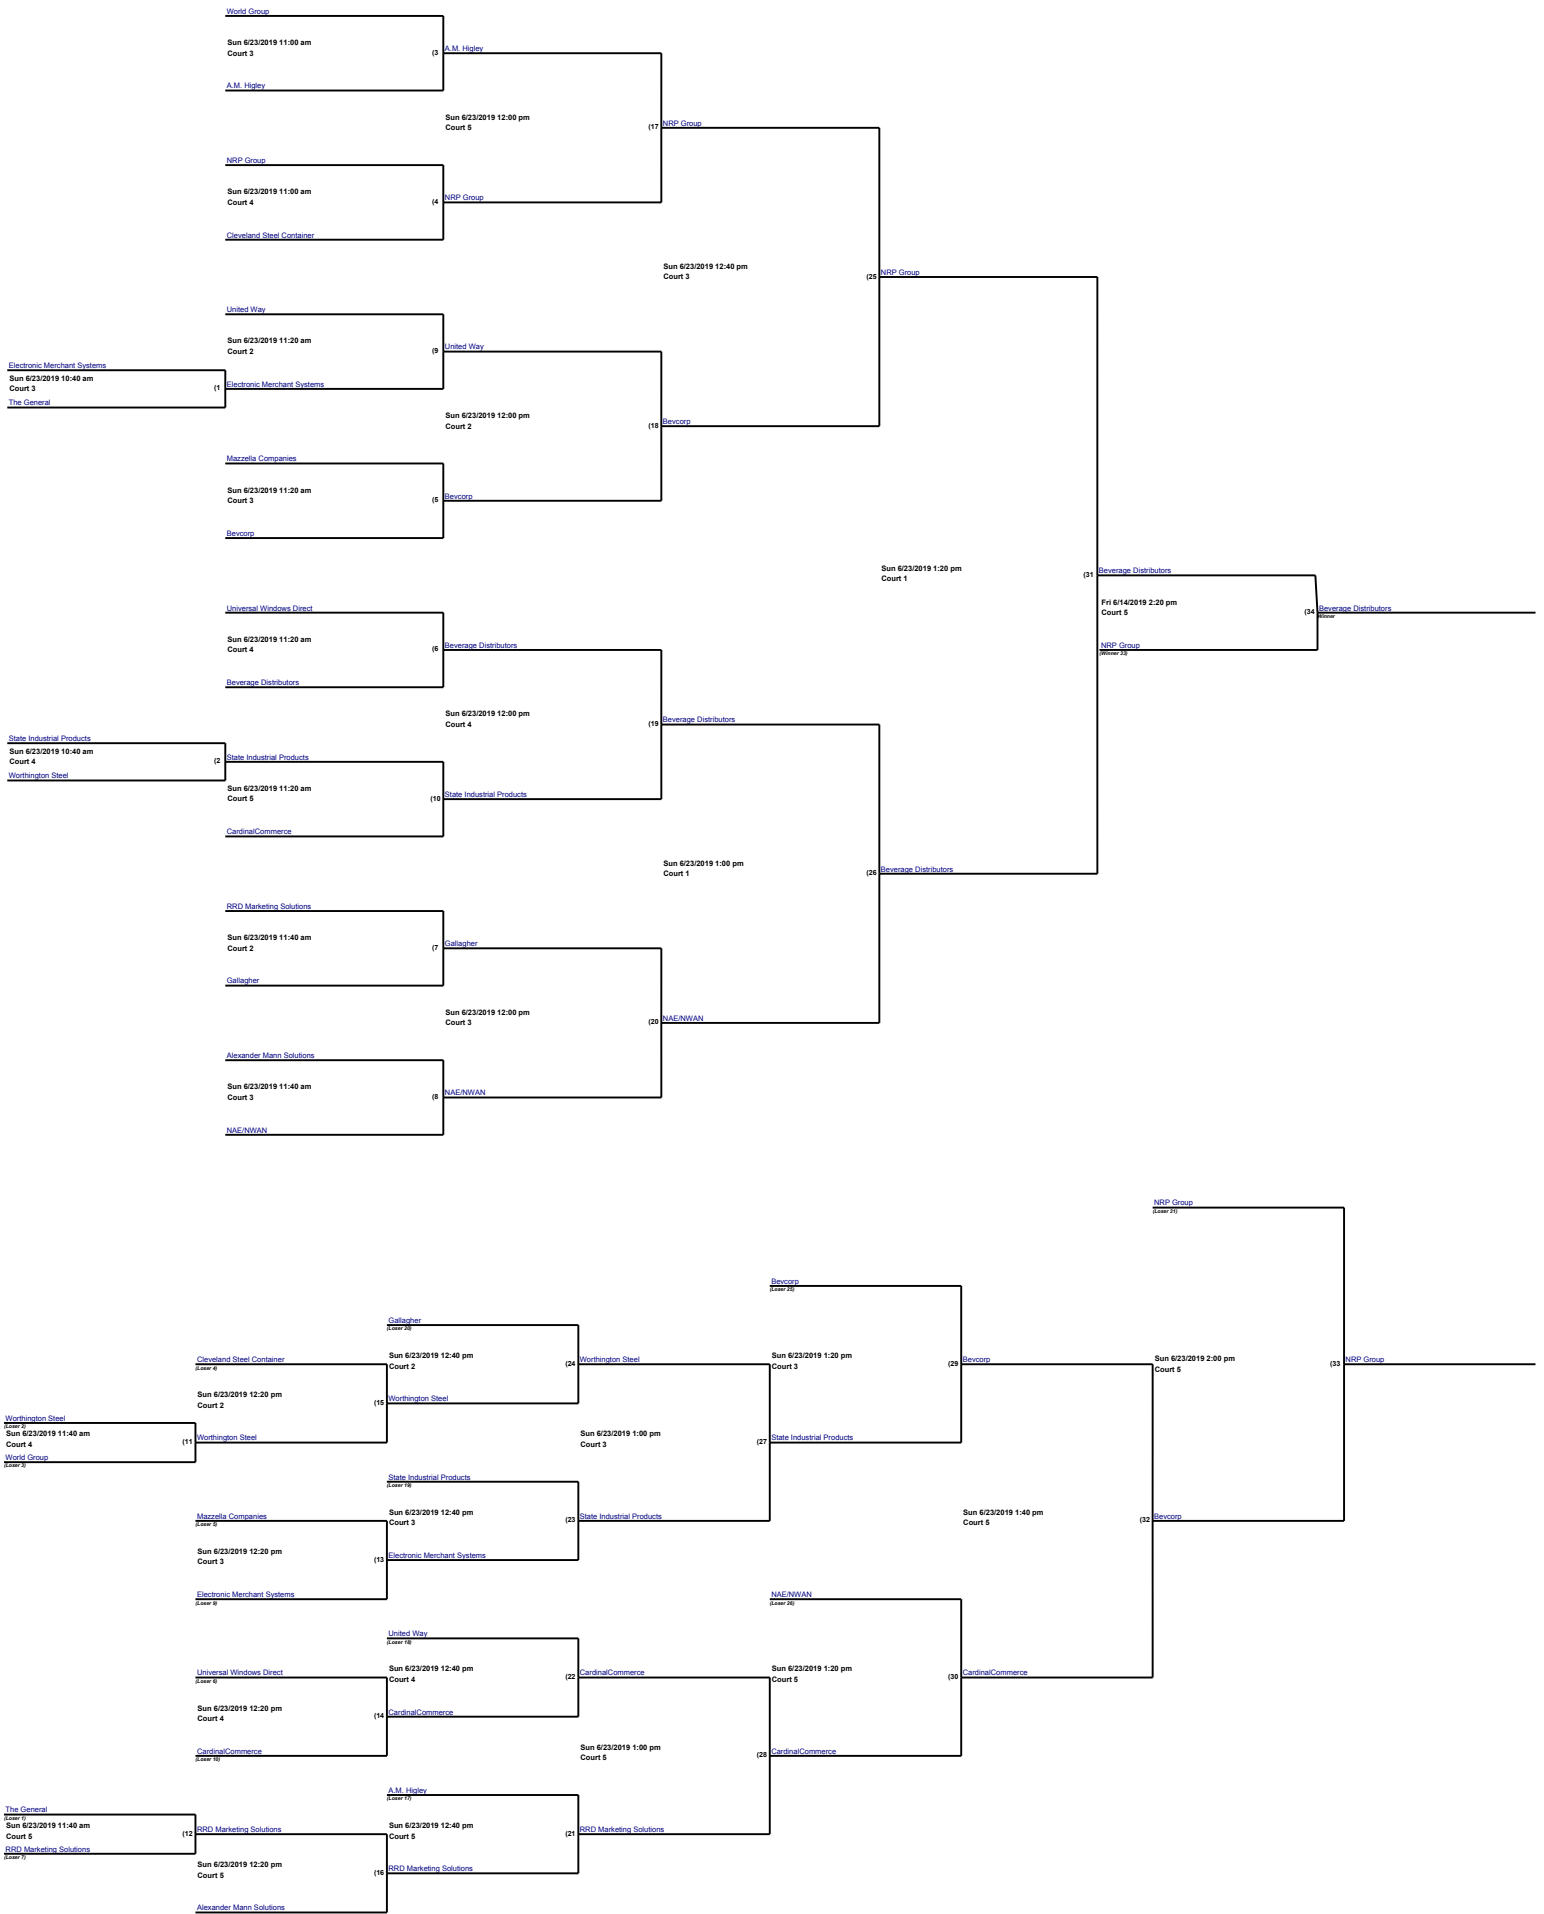 World Group
Sun 6/23/2019 11:00 am
Court 3
(3
A.M. Higley
A.M. Higley
Sun 6/23/2019 12:00 pm
Court 5
(17
NRP Group
NRP Group
Sun 6/23/2019 11:00 am
Court 4
(4
NRP Group
Cleveland Steel Container
Sun 6/23/2019 12:40 pm
Court 3
(25
NRP Group
United Way
Sun 6/23/2019 11:20 am
Court 2
(9
United Way
Electronic Merchant Systems
Sun 6/23/2019 10:40 am
Court 3
(1
Electronic Merchant Systems
The General
Sun 6/23/2019 12:00 pm
Court 2
(18
Bevcorp
Mazzella Companies
Sun 6/23/2019 11:20 am
Court 3
(5
Bevcorp
Bevcorp
Sun 6/23/2019 1:20 pm
Court 1
(31
Beverage Distributors
Fri 6/14/2019 2:20 pm
Court 5
(34
Beverage Distributors
Winner
NRP Group
(Winner 33)
Universal Windows Direct
Sun 6/23/2019 11:20 am
Court 4
(6
Beverage Distributors
Beverage Distributors
Sun 6/23/2019 12:00 pm
Court 4
(19
Beverage Distributors
State Industrial Products
Sun 6/23/2019 10:40 am
Court 4
(2
State Industrial Products
Worthington Steel
Sun 6/23/2019 11:20 am
Court 5
(10
State Industrial Products
CardinalCommerce
Sun 6/23/2019 1:00 pm
Court 1
(26
Beverage Distributors
RRD Marketing Solutions
Sun 6/23/2019 11:40 am
Court 2
(7
Gallagher
Gallagher
Sun 6/23/2019 12:00 pm
Court 3
(20
NAE/NWAN
Alexander Mann Solutions
Sun 6/23/2019 11:40 am
Court 3
(8
NAE/NWAN
NAE/NWAN
NRP Group
(Loser 31)
Bevcorp
(Loser 25)
Gallagher
(Loser 20)
Cleveland Steel Container
(Loser 4)
Sun 6/23/2019 12:40 pm
Court 2
(24
Worthington Steel
Sun 6/23/2019 1:20 pm
Court 3
(29
Bevcorp
Sun 6/23/2019 2:00 pm
Court 5
(33
NRP Group
Sun 6/23/2019 12:20 pm
Court 2
(15
Worthington Steel
Worthington Steel
(Loser 2)
Sun 6/23/2019 11:40 am
Court 4
(11
Worthington Steel
World Group
(Loser 3)
Sun 6/23/2019 1:00 pm
Court 3
(27
State Industrial Products
State Industrial Products
(Loser 19)
Mazzella Companies
(Loser 5)
Sun 6/23/2019 12:40 pm
Court 3
(23
State Industrial Products
Sun 6/23/2019 1:40 pm
Court 5
(32
Bevcorp
Sun 6/23/2019 12:20 pm
Court 3
(13
Electronic Merchant Systems
Electronic Merchant Systems
(Loser 9)
NAE/NWAN
(Loser 26)
United Way
(Loser 18)
Universal Windows Direct
(Loser 6)
Sun 6/23/2019 12:40 pm
Court 4
(22
CardinalCommerce
Sun 6/23/2019 1:20 pm
Court 5
(30
CardinalCommerce
Sun 6/23/2019 12:20 pm
Court 4
(14
CardinalCommerce
CardinalCommerce
(Loser 10)
Sun 6/23/2019 1:00 pm
Court 5
(28
CardinalCommerce
A.M. Higley
(Loser 17)
The General
(Loser 1)
Sun 6/23/2019 11:40 am
Court 5
(12
RRD Marketing Solutions
Sun 6/23/2019 12:40 pm
Court 5
(21
RRD Marketing Solutions
RRD Marketing Solutions
(Loser 7)
Sun 6/23/2019 12:20 pm
Court 5
(16
RRD Marketing Solutions
Alexander Mann Solutions